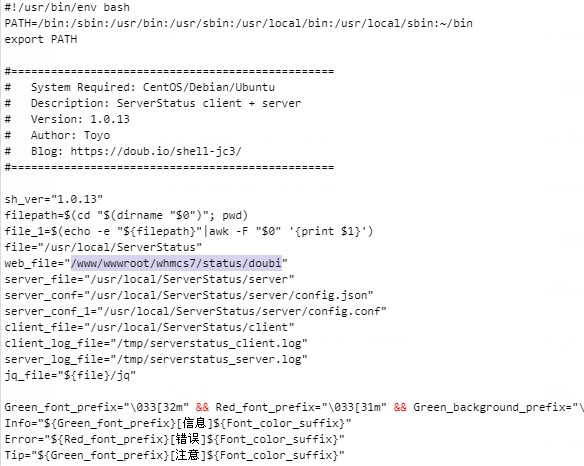 #!/usr/bin/env bash
PATH=/bin:/sbin:/usr/bin:/usr/sbin:/usr/local/bin:/usr/local/sbin:~/bin
export PATH
#=================================================
#	System Required: CentOS/Debian/Ubuntu
#	Description: ServerStatus client + server
#	Version: 1.0.13
#	Author: Toyo
#	Blog: https://doub.io/shell-jc3/
#=================================================
sh_ver="1.0.13"
filepath=$(cd "$(dirname "$0")"; pwd)
file_1=$(echo -e "${filepath}"|awk -F "$0" '{print $1}')
file="/usr/local/ServerStatus"
web_file="/www/wwwroot/whmcs7/status/doubi"
server_file="/usr/local/ServerStatus/server"
server_conf="/usr/local/ServerStatus/server/config.json"
server_conf_1="/usr/local/ServerStatus/server/config.conf"
client_file="/usr/local/ServerStatus/client"
client_log_file="/tmp/serverstatus_client.log"
server_log_file="/tmp/serverstatus_server.log"
jq_file="${file}/jq"
Green_font_prefix="\033[32m" && Red_font_prefix="\033[31m" && Green_background_prefix="\
Info="${Green_font_prefix}[信息]${Font_color_suffix}"
Error="${Red_font_prefix}[错误]${Font_color_suffix}"
Tip="${Green_font_prefix}[注意]${Font_color_suffix}"